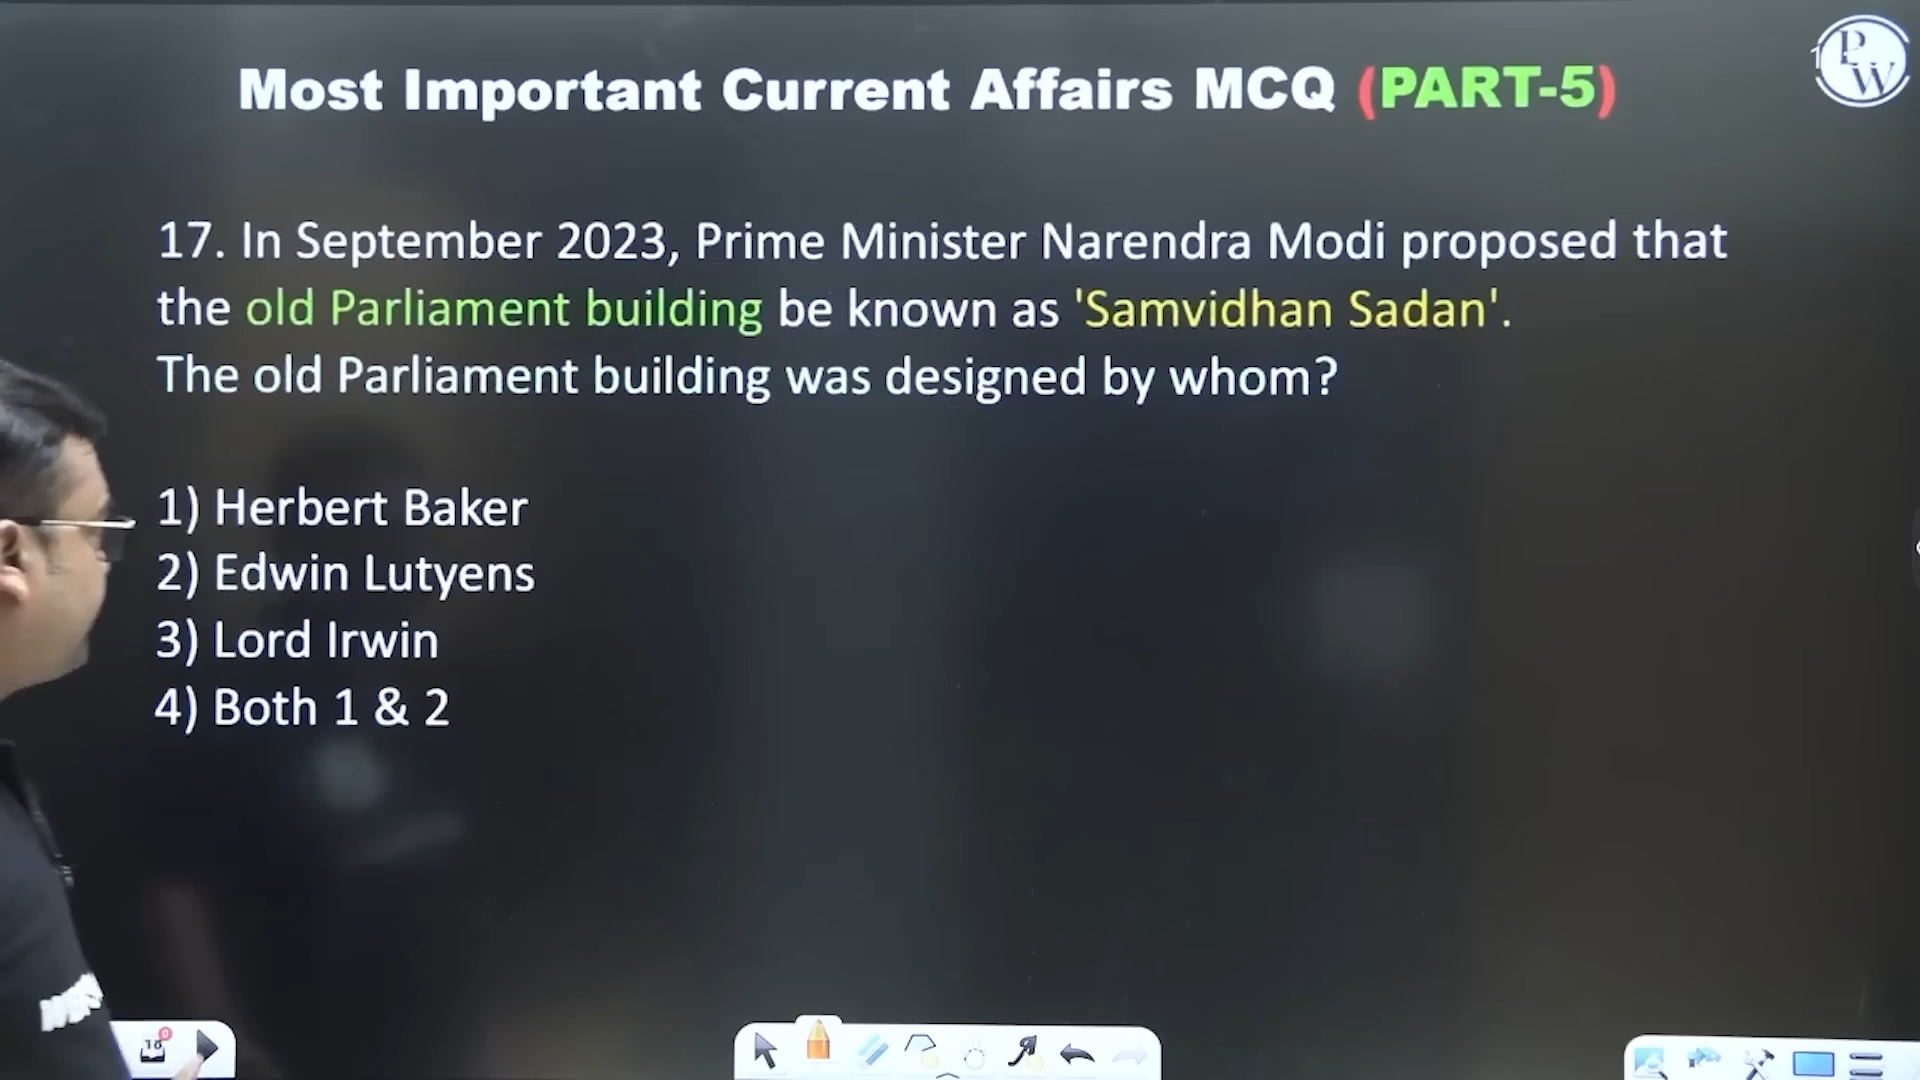 Most Important Current Affairs MCQ (PART-5)
PW
17. In September 2023, Prime Minister Narendra Modi proposed that
the old Parliament building be known as 'Samvidhan Sadan'.
The old Parliament building was designed by whom?
1) Herbert Baker
2) Edwin Lutyens
3) Lord Irwin
4) Both 1 & 2